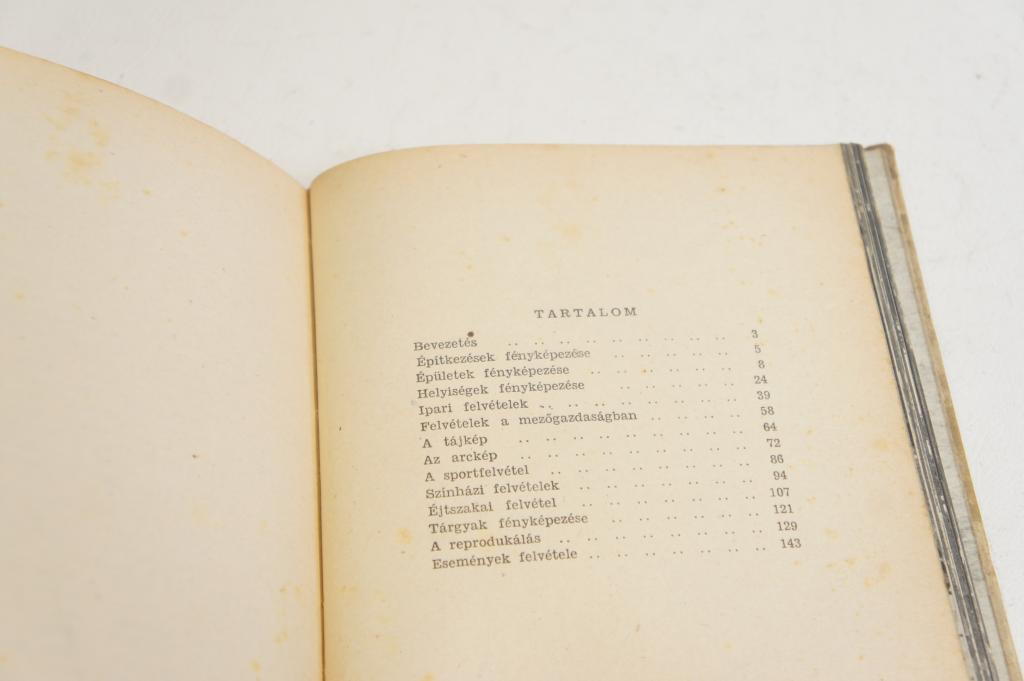 TARTALOM
Bevezetés .. .. .. .. .. .. .. .. .. 3
Építkezések fényképezése .. .. .. .. .. 5
Épületek fényképezése .. .. .. .. .. .. 8
Helyiségek fényképezése .. .. .. .. .. 24
Ipari felvételek .. .. .. .. .. .. .. .. 39
Felvételek a mezőgazdaságban .. .. .. .. 58
A tájkép .. .. .. .. .. .. .. .. .. 64
Az arckép .. .. .. .. .. .. .. .. .. 72
A sportfelvétel .. .. .. .. .. .. .. .. 86
Színházi felvételek .. .. .. .. .. .. .. 94
Éjtszakai felvétel .. .. .. .. .. .. .. 107
Tárgyak fényképezése .. .. .. .. .. .. 121
A reprodukálás .. .. .. .. .. .. .. .. 129
Események felvétele .. .. .. .. .. .. .. 143